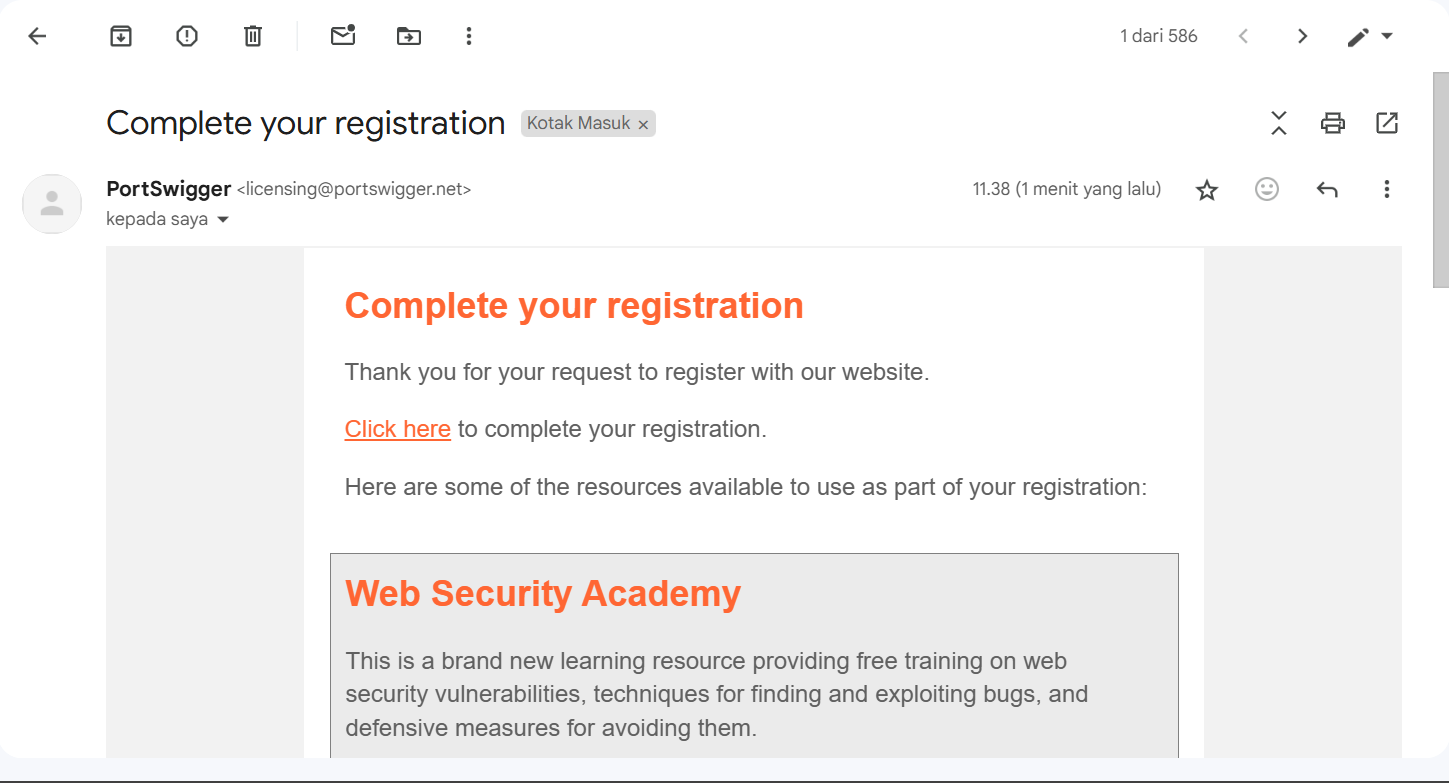 1 dari 586
Complete your registration Kotak Masuk ×
PortSwigger <licensing@portswigger.net> 11.38 (1 menit yang lalu)
kepada saya
Complete your registration
Thank you for your request to register with our website.
Click here to complete your registration.
Here are some of the resources available to use as part of your registration:
Web Security Academy
This is a brand new learning resource providing free training on web
security vulnerabilities, techniques for finding and exploiting bugs, and
defensive measures for avoiding them.